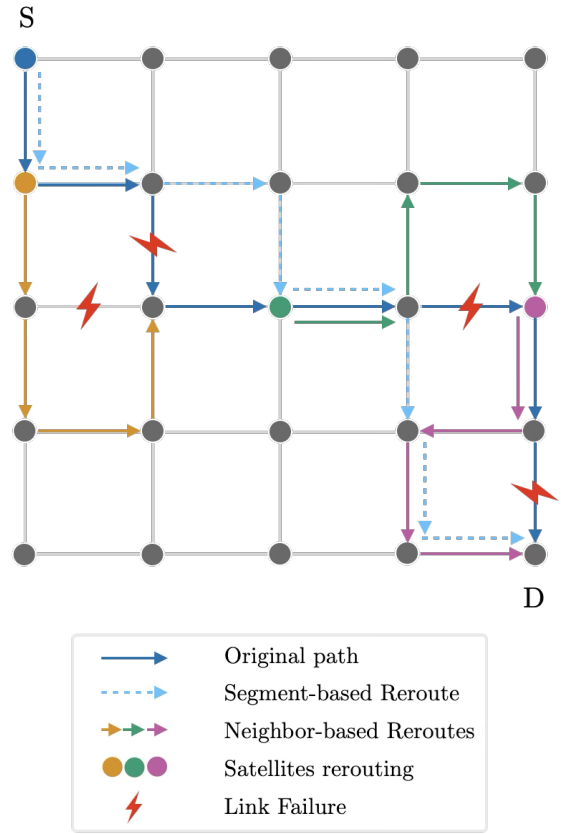 S
D
Original path
Segment-based Reroute
Neighbor-based Reroutes
Satellites rerouting
Link Failure